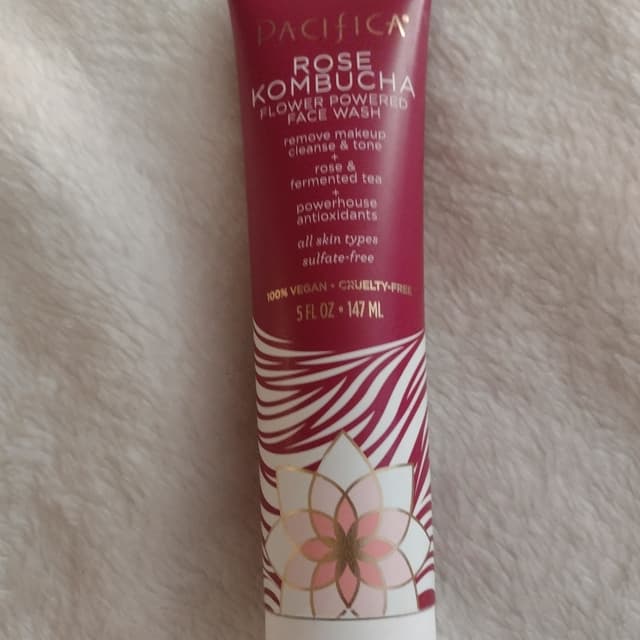 PACIFICA
ROSE
KOMBUCHA
FLOWER POWERED
FACE WASH
remove makeup
cleanse & tone
+
rose &
fermented tea
+
powerhouse
antioxidants
all skin types
sulfate-free
100% VEGAN • CRUELTY-FREE
5 FL OZ • 147 ML